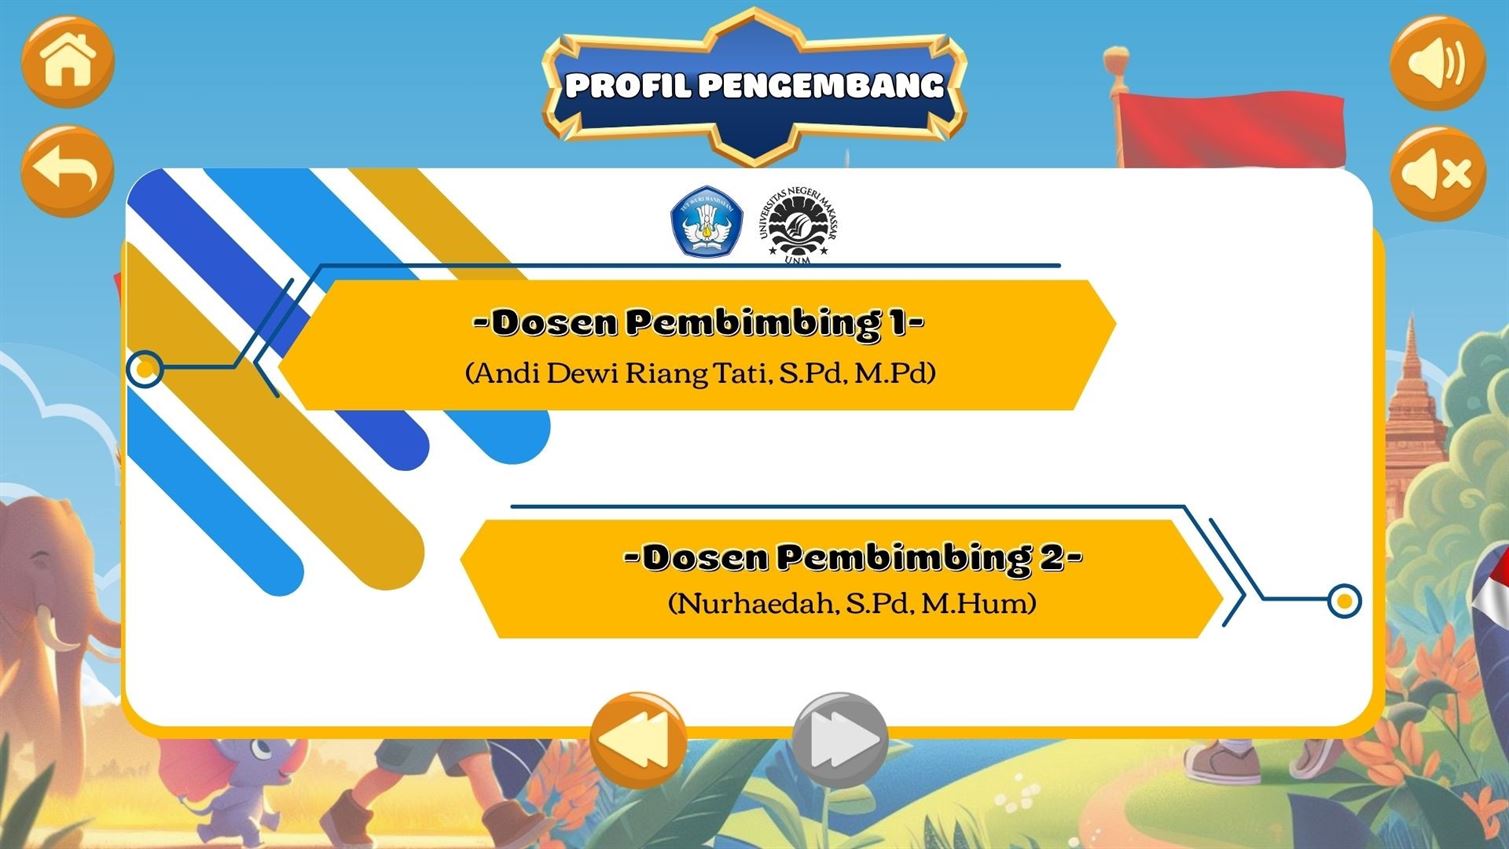 PROFIL PENGEMBANG
TUT WURI HANDAYANI
UNIVERSITAS NEGERI MAKASSAR
UNM
-Dosen Pembimbing 1-
(Andi Dewi Riang Tati, S.Pd, M.Pd)
-Dosen Pembimbing 2-
(Nurhaedah, S.Pd, M.Hum)